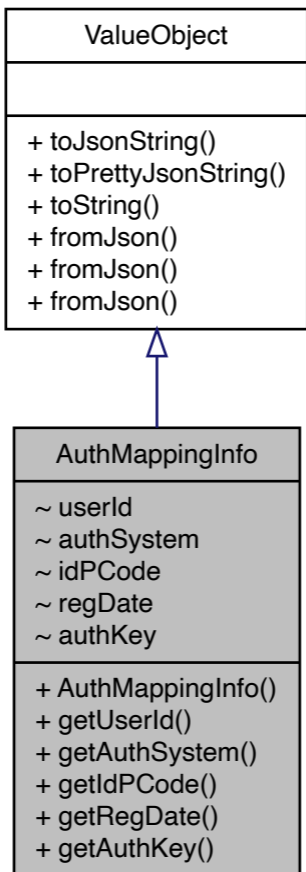 ValueObject
+ toJsonString()
+ toPrettyJsonString()
+ toString()
+ fromJson()
+ fromJson()
+ fromJson()
AuthMappingInfo
~ userId
~ authSystem
~ idPCode
~ regDate
~ authKey
+ AuthMappingInfo()
+ getUserId()
+ getAuthSystem()
+ getIdPCode()
+ getRegDate()
+ getAuthKey()